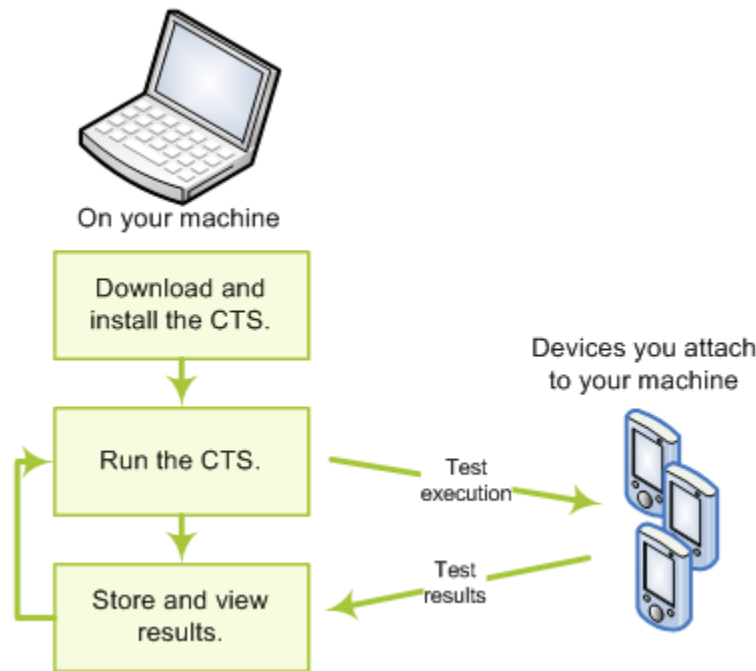 On your machine
Download and
install the CTS.
Devices you attach
to your machine
Run the CTS.
Test
execution
Store and view
results.
Test
results